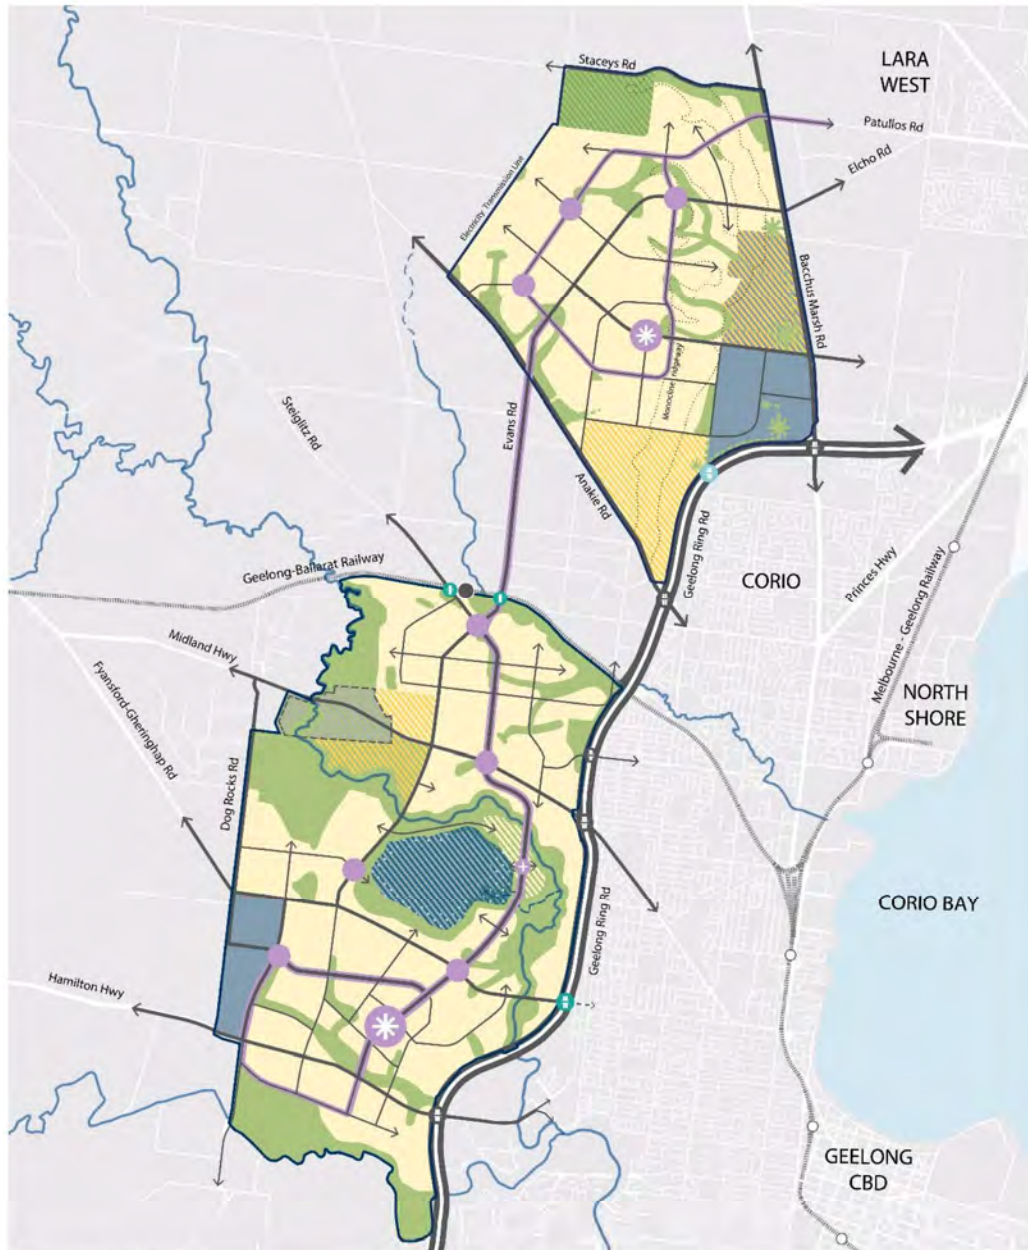 LARA
WEST
Staceys Rd
Patullos Rd
Elcho Rd
Electricity Transmission Line
Bacchus Marsh Rd
Monocline ridgeway
Steiglitz Rd
Evans Rd
Anakie Rd
Geelong Ring Rd
CORIO
Princes Hwy
Geelong-Ballarat Railway
Melbourne - Geelong Railway
Midland Hwy
Fyansford-Gheringhap Rd
NORTH
SHORE
Dog Rocks Rd
Geelong Ring Rd
CORIO BAY
Hamilton Hwy
GEELONG
CBD